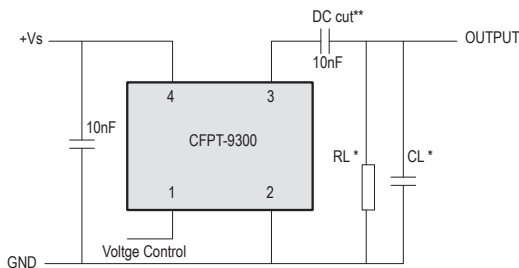 DC cut**
+Vs
OUTPUT
10nF
4
3
10nF
CFPT-9300
RL *
CL *
1
2
Voltge Control
GND